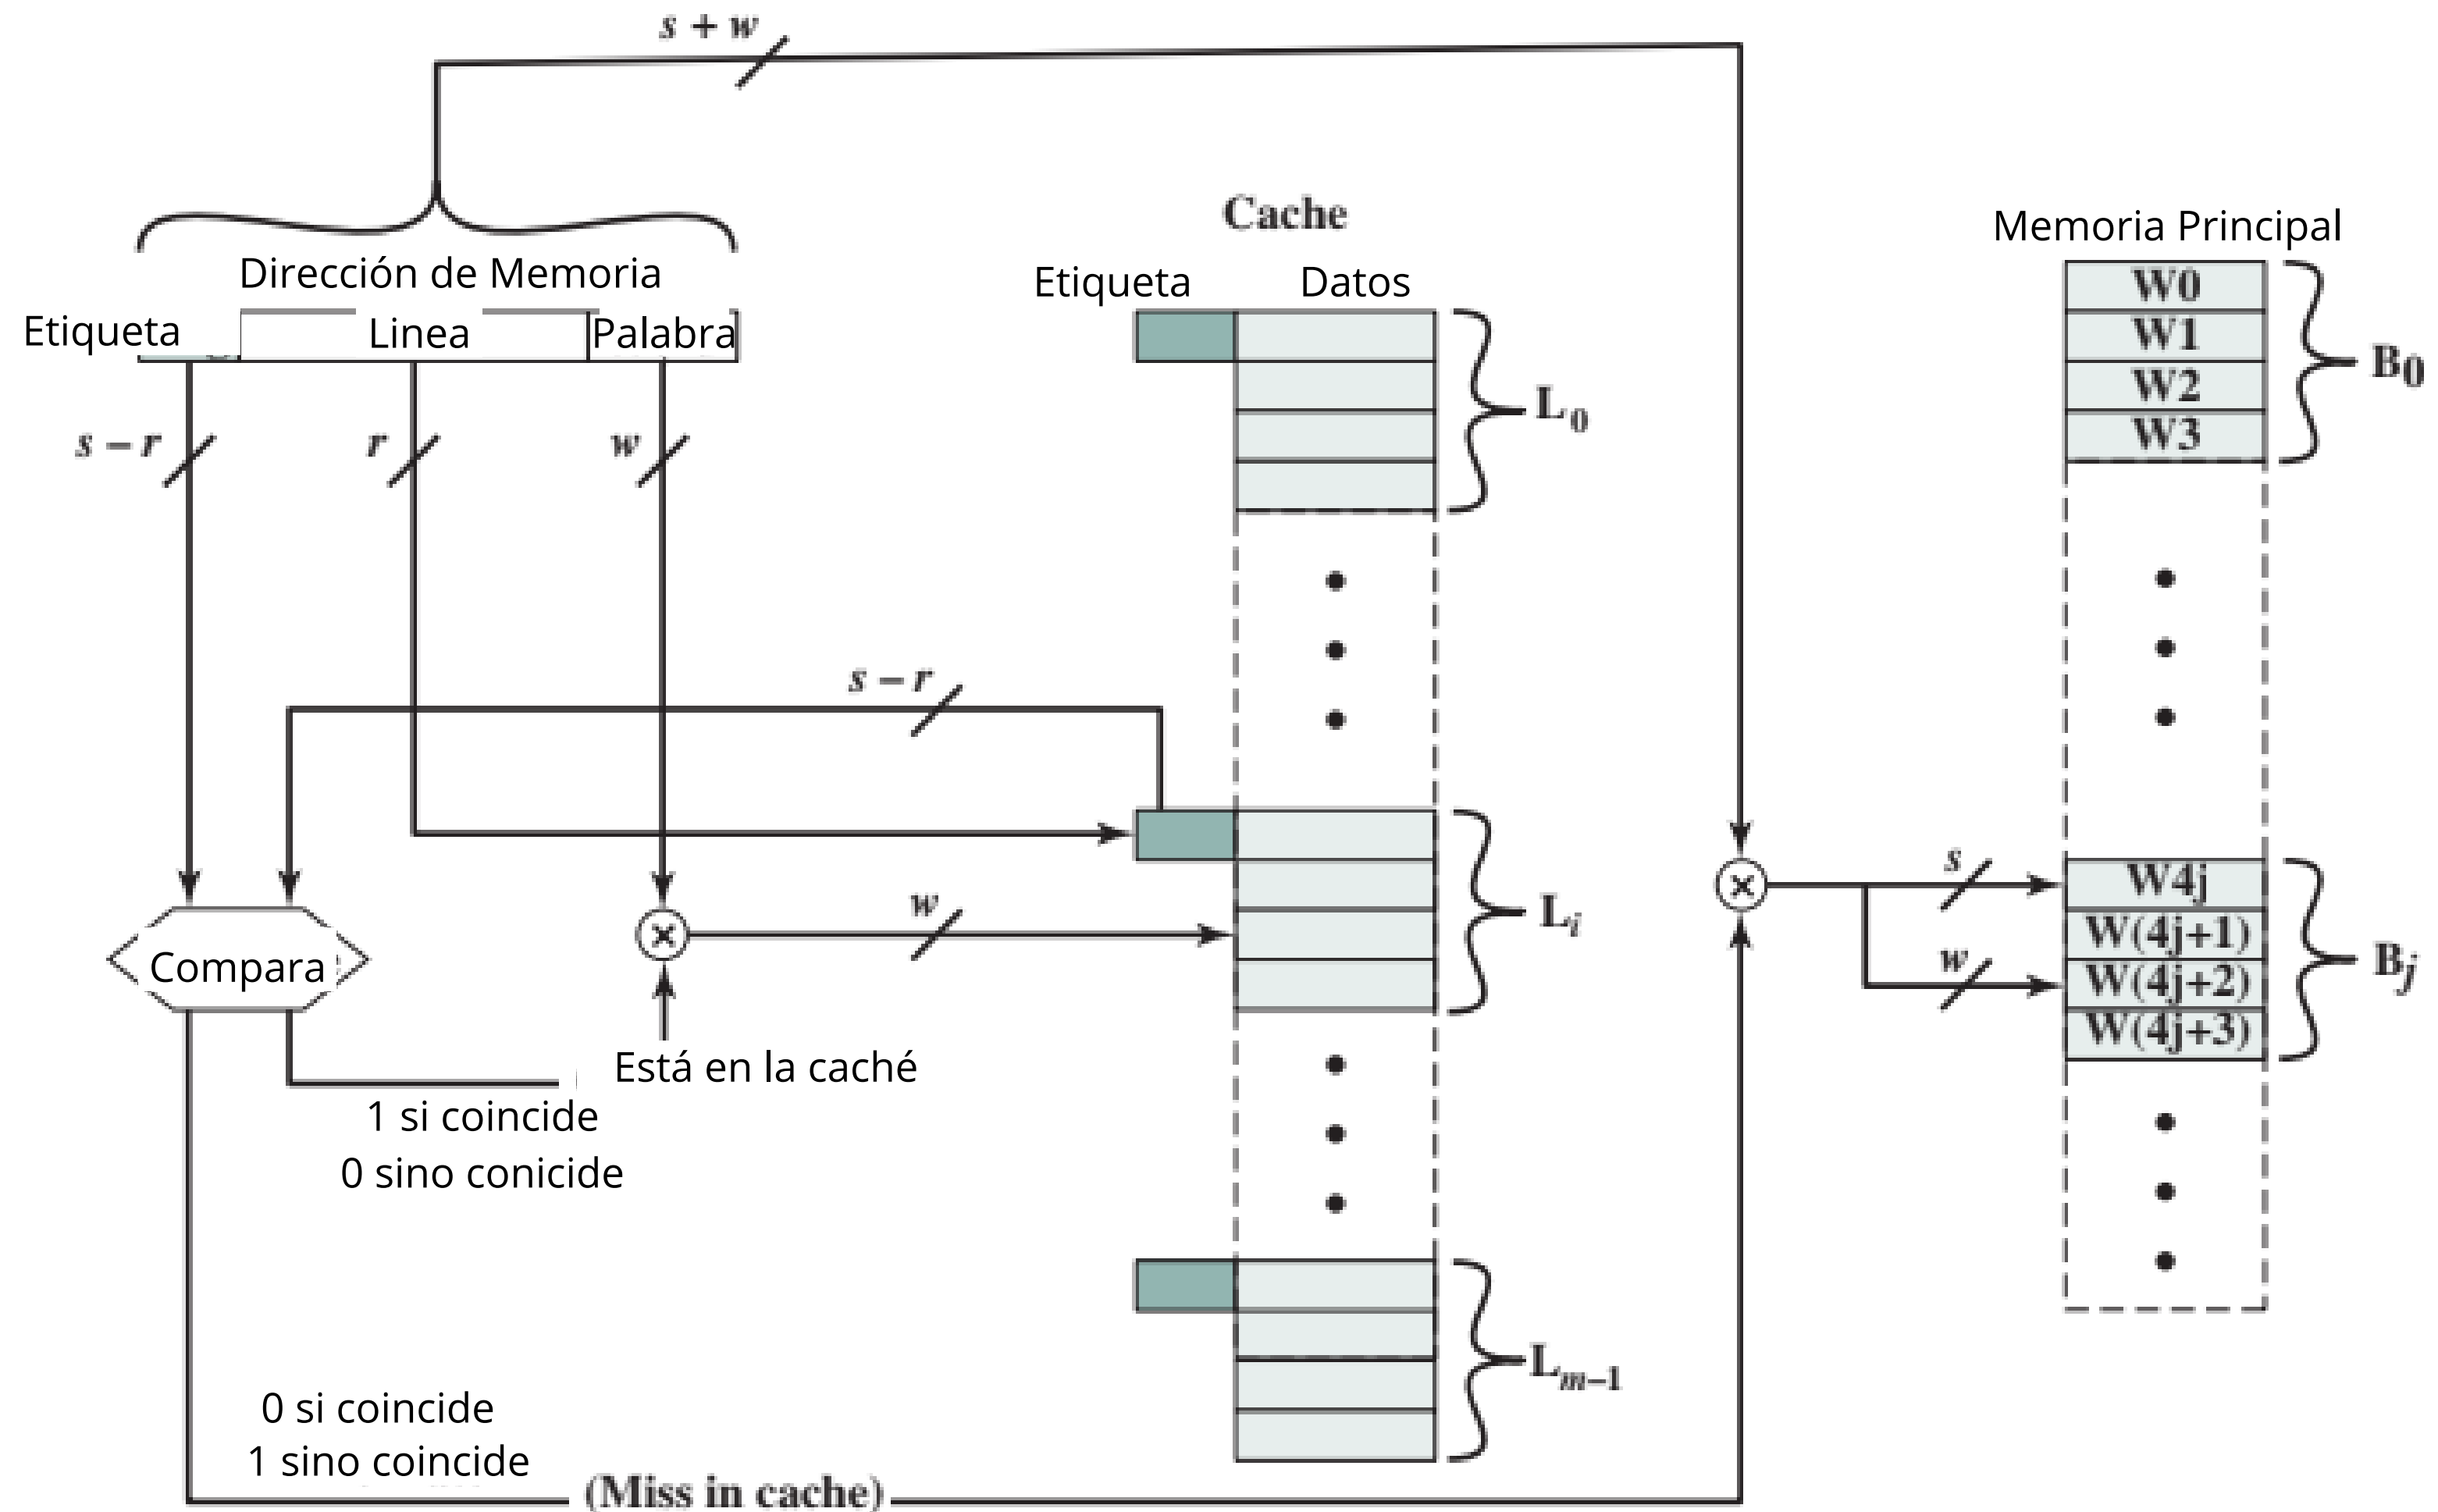 s + w
Cache
Memoria Principal
Dirección de Memoria
Etiqueta Datos
Etiqueta Linea Palabra
W0
W1
W2
W3
B0
L0
s – r
r
w
s – r
w
Li
s
w
W4j
W(4j+1)
W(4j+2)
W(4j+3)
Bj
Compara
Está en la caché
1 si coincide
0 sino conicide
Lm–1
0 si coincide
1 sino coincide
(Miss in cache)